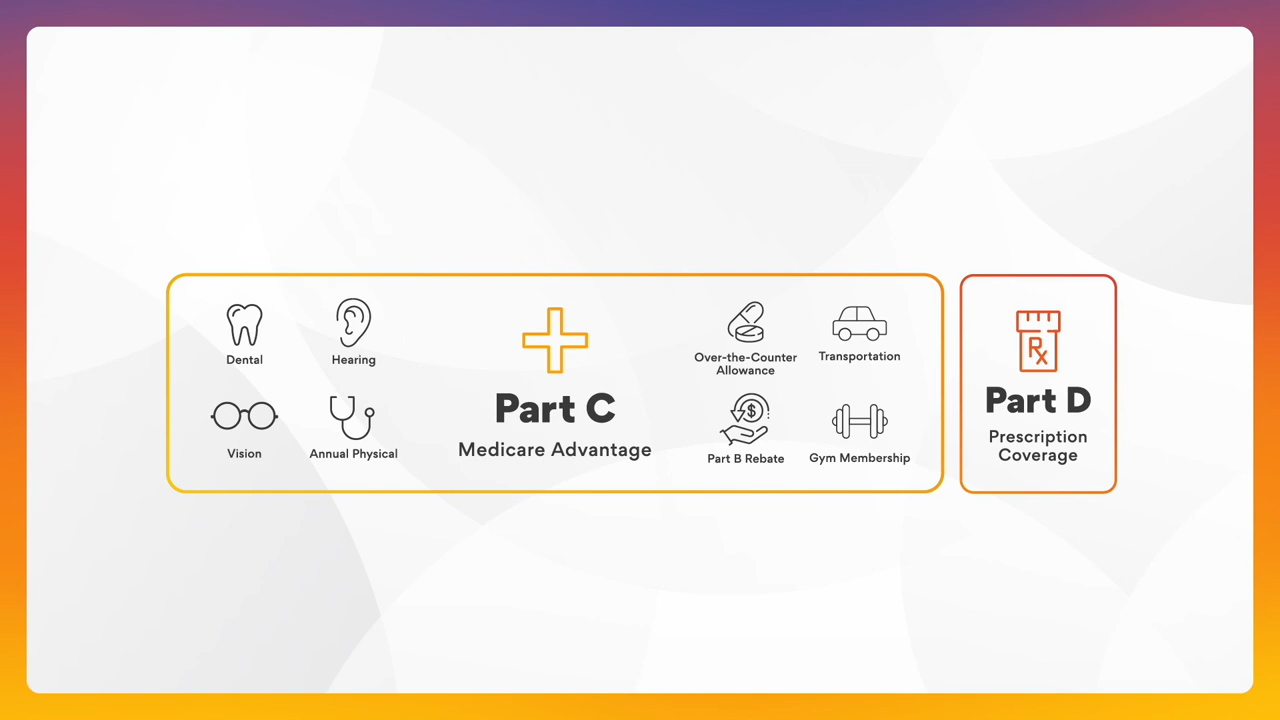 Dental
Hearing
Vision
Annual Physical
Part C
Medicare Advantage
Over-the-Counter
Allowance
Transportation
Part B Rebate
Gym Membership
Rx
Part D
Prescription
Coverage